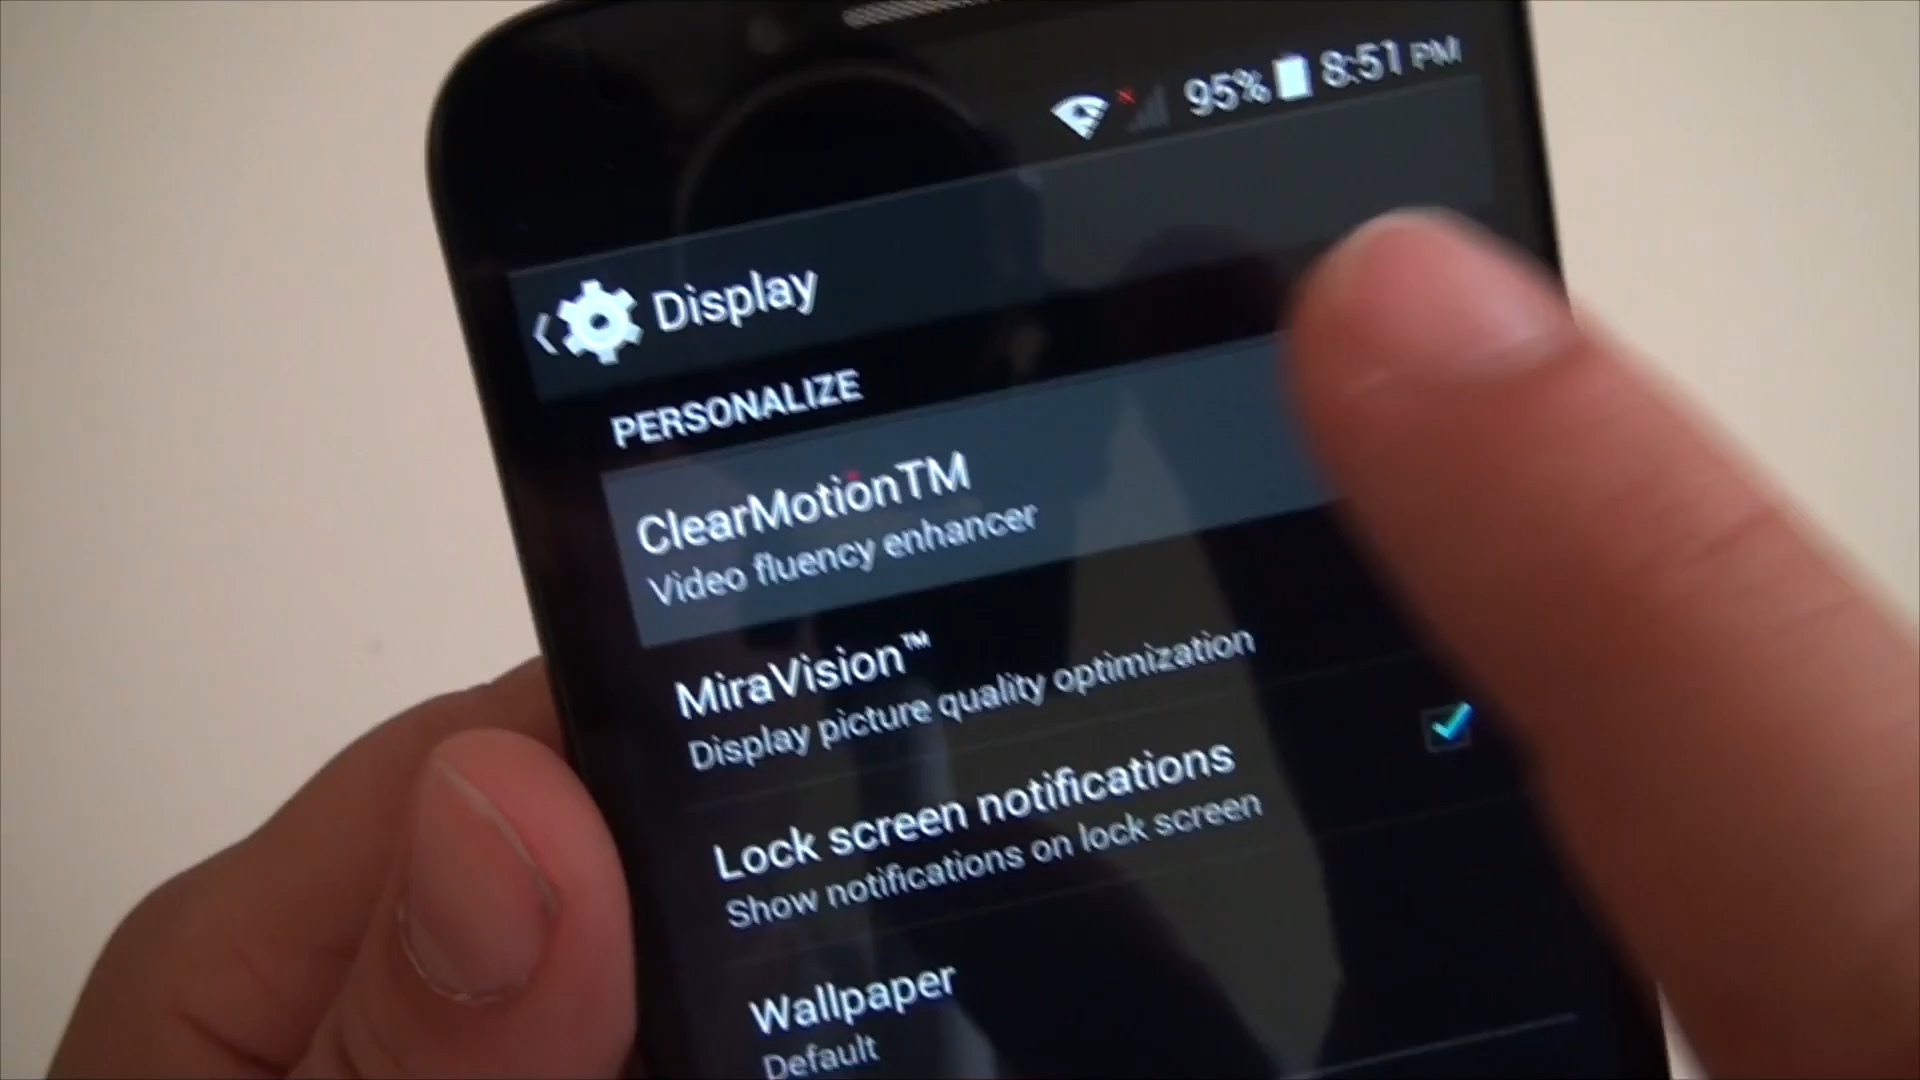 95% 8:51 PM
Display
PERSONALIZE
ClearMotionTM
Video fluency enhancer
MiraVision™
Display picture quality optimization
Lock screen notifications
Show notifications on lock screen
Wallpaper
Default